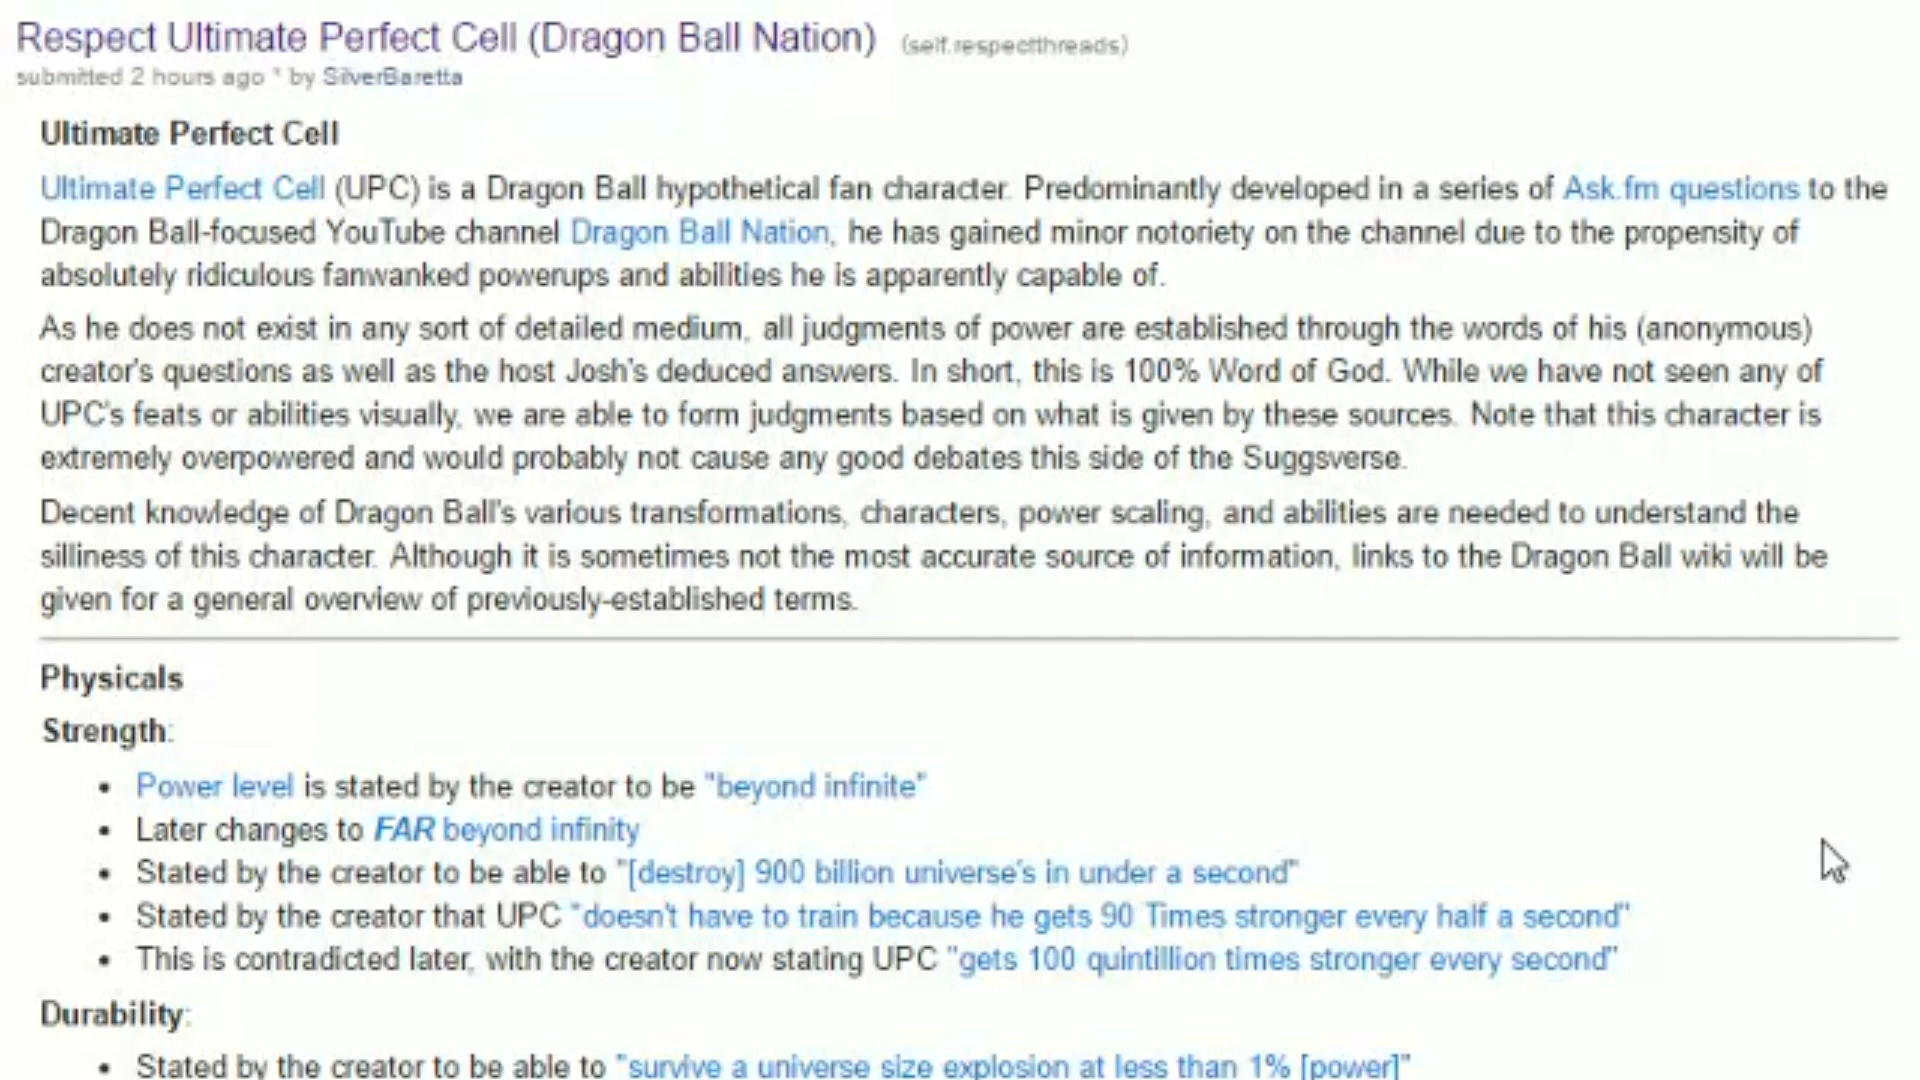 Respect Ultimate Perfect Cell (Dragon Ball Nation) (self.respectthreads)
submitted 2 hours ago * by SilverBaretta
Ultimate Perfect Cell
Ultimate Perfect Cell (UPC) is a Dragon Ball hypothetical fan character. Predominantly developed in a series of Ask.fm questions to the
Dragon Ball-focused YouTube channel Dragon Ball Nation, he has gained minor notoriety on the channel due to the propensity of
absolutely ridiculous fanwanked powerups and abilities he is apparently capable of.
As he does not exist in any sort of detailed medium, all judgments of power are established through the words of his (anonymous)
creator's questions as well as the host Josh's deduced answers. In short, this is 100% Word of God. While we have not seen any of
UPC's feats or abilities visually, we are able to form judgments based on what is given by these sources. Note that this character is
extremely overpowered and would probably not cause any good debates this side of the Suggsverse.
Decent knowledge of Dragon Ball's various transformations, characters, power scaling, and abilities are needed to understand the
silliness of this character. Although it is sometimes not the most accurate source of information, links to the Dragon Ball wiki will be
given for a general overview of previously-established terms.
Physicals
Strength:
• Power level is stated by the creator to be "beyond infinite"
• Later changes to FAR beyond infinity
• Stated by the creator to be able to "[destroy] 900 billion universe's in under a second"
• Stated by the creator that UPC "doesn't have to train because he gets 90 Times stronger every half a second"
• This is contradicted later, with the creator now stating UPC "gets 100 quintillion times stronger every second"
Durability:
• Stated by the creator to be able to "survive a universe size explosion at less than 1% [power]"